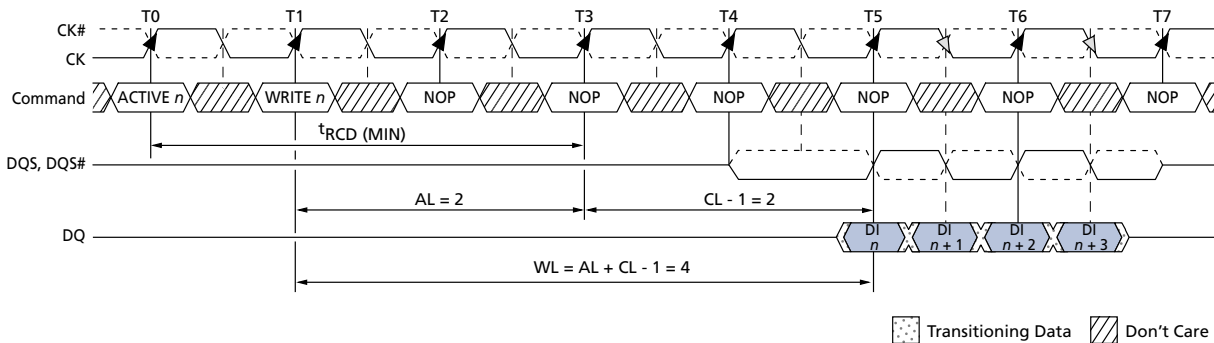 T0 T1 T2 T3 T4 T5 T6 T7
CK#
CK
Command ACTIVE n WRITE n NOP NOP NOP NOP NOP NOP
tRCD (MIN)
DQS, DQS#
AL = 2 CL - 1 = 2
DQ DI n DI n + 1 DI n + 2 DI n + 3
WL = AL + CL - 1 = 4
Transitioning Data Don't Care